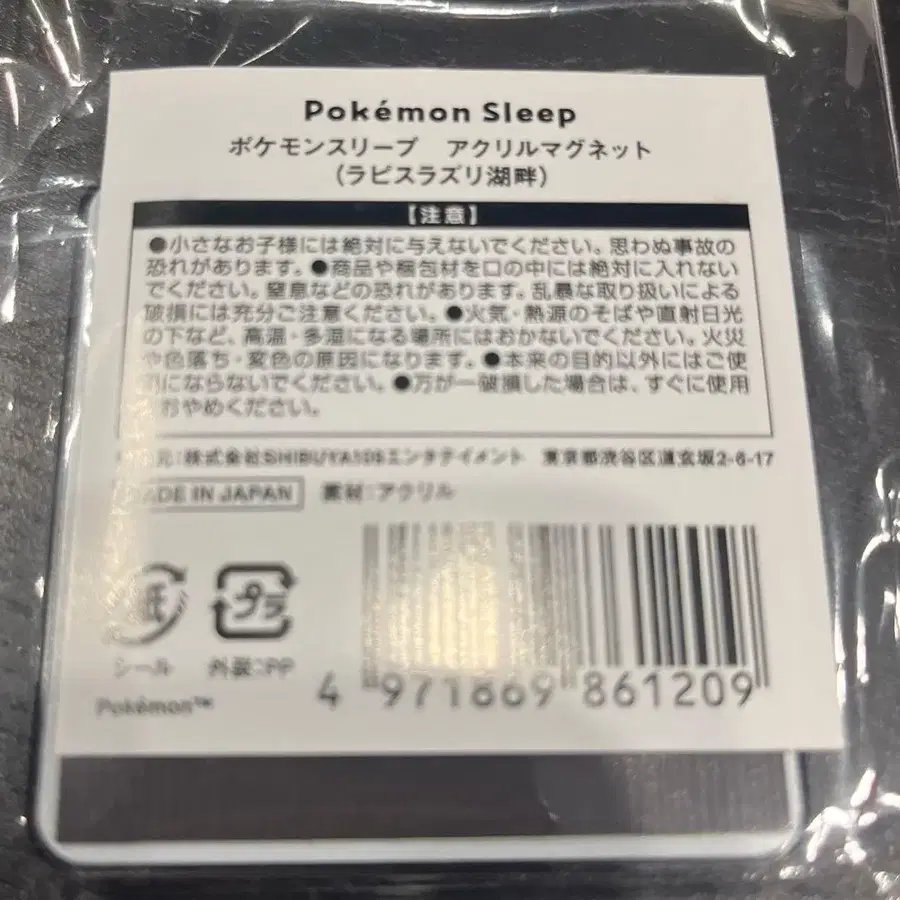 Pokémon Sleep
ポケモンスリープ　アクリルマグネット
（ラピスラズリ湖畔）
【注意】
●小さなお子様には絶対に与えないでください。思わぬ事故の
恐れがあります。●商品や梱包材を口の中には絶対に入れない
でください。窒息などの恐れがあります。乱暴な取り扱いによる
破損には充分ご注意ください。●火気・熱源のそばや直射日光
の下など、高温・多湿になる場所にはおかないでください。火災
や色落ち・変色の原因になります。●本来の目的以外にはご使
にならないでください。●万が一破損した場合は、すぐに使用
おやめください。
元：株式会社SHIBUYA109エンタテイメント　東京都渋谷区道玄坂2-6-17
MADE IN JAPAN　素材：アクリル
紙　プラ
シール　外装：PP
4 971869 861209
Pokémon™